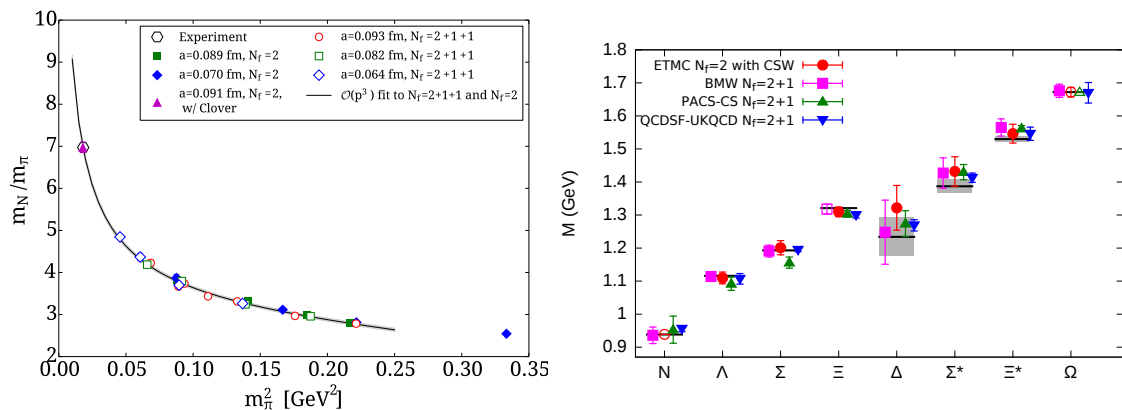 10
9
8
7
6
5
4
3
2
m_N/m_π
Experiment
a=0.089 fm, N_f=2
a=0.070 fm, N_f=2
a=0.091 fm, N_f=2,
w/ Clover
a=0.093 fm, N_f=2+1+1
a=0.082 fm, N_f=2+1+1
a=0.064 fm, N_f=2+1+1
𝒪(p³) fit to N_f=2+1+1 and N_f=2
0.00 0.05 0.10 0.15 0.20 0.25 0.30 0.35
m_π² [GeV²]
1.8
1.7
1.6
1.5
1.4
1.3
1.2
1.1
1
0.9
M (GeV)
ETMC N_f=2 with CSW
BMW N_f=2+1
PACS-CS N_f=2+1
QCDSF-UKQCD N_f=2+1
N Λ Σ Ξ Δ Σ* Ξ* Ω